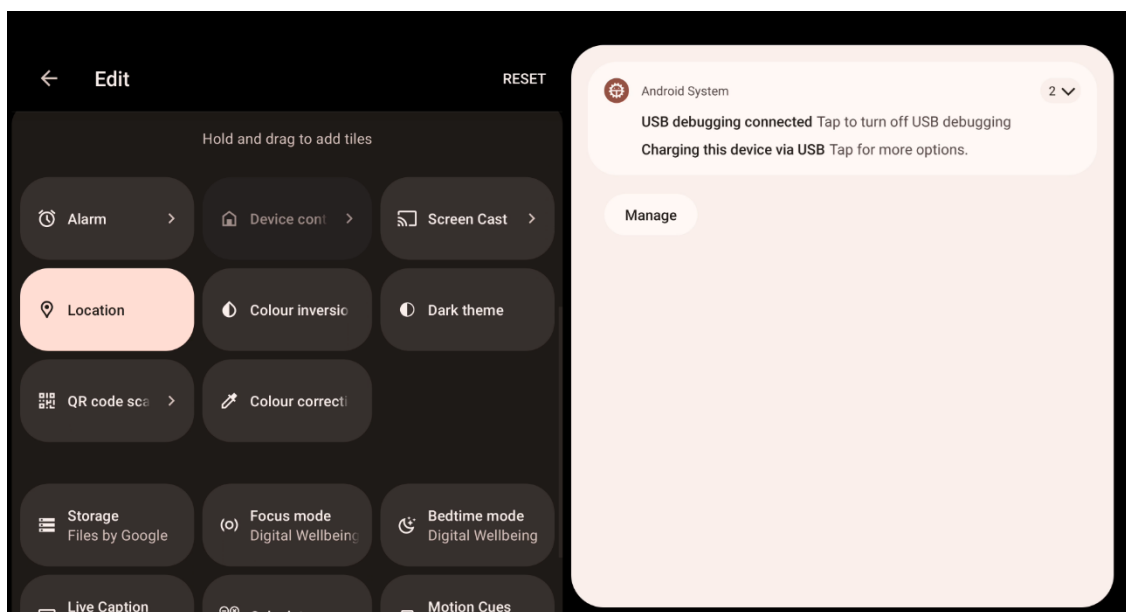 Edit
RESET
Hold and drag to add tiles
Alarm
Device cont
Screen Cast
Location
Colour inversio
Dark theme
QR code sca
Colour correcti
Storage
Files by Google
Focus mode
Digital Wellbeing
Bedtime mode
Digital Wellbeing
Live Caption
Motion Cues
Android System
2
USB debugging connected Tap to turn off USB debugging
Charging this device via USB Tap for more options.
Manage